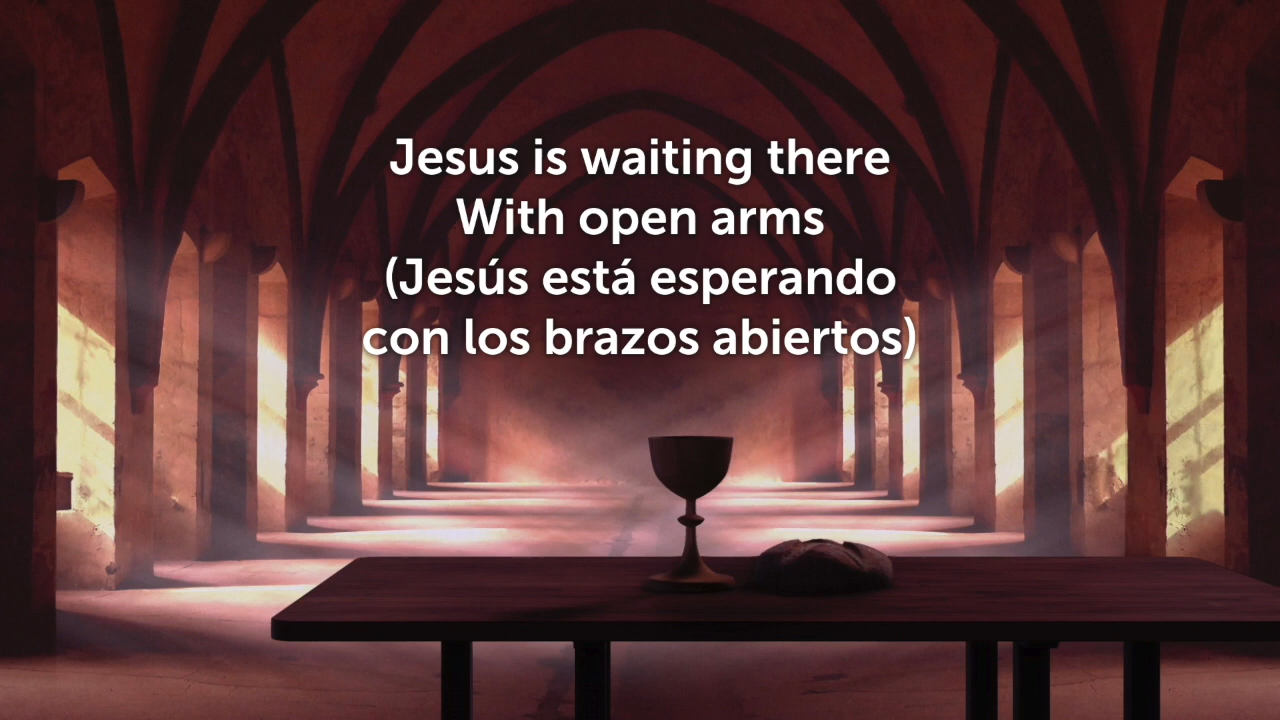 Jesus is waiting there
With open arms
(Jesús está esperando
con los brazos abiertos)